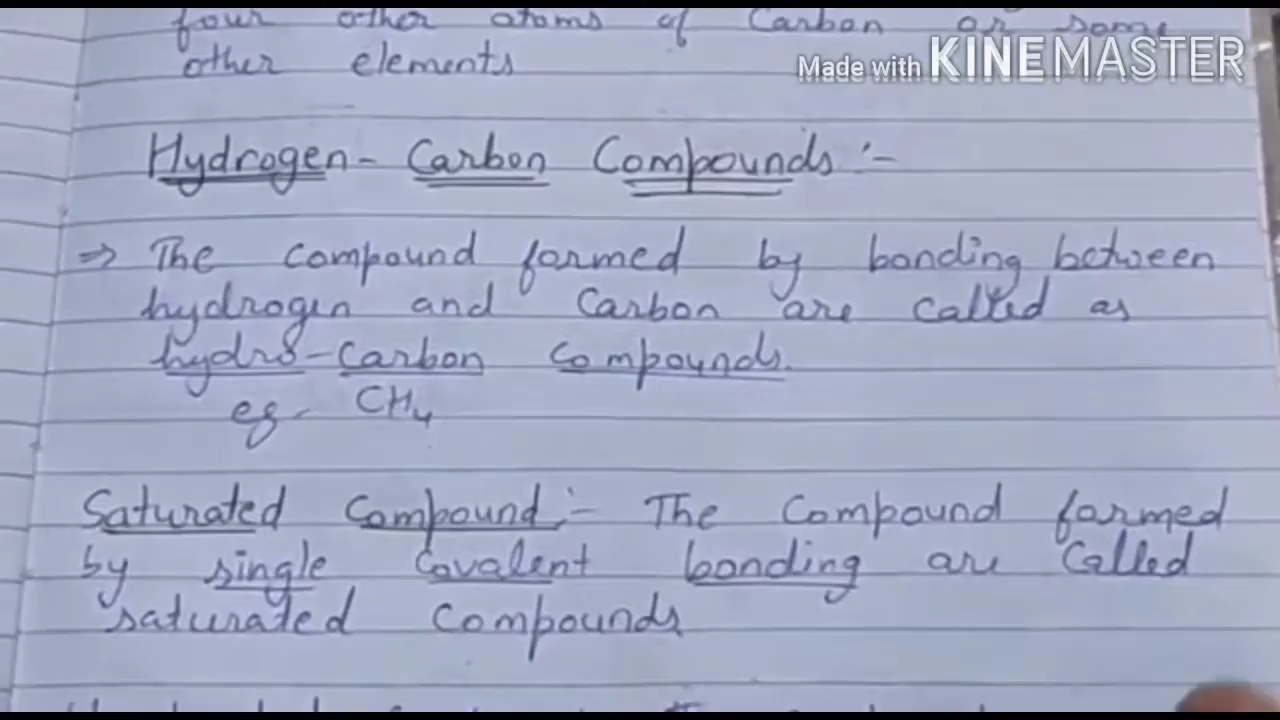 four other atoms of Carbon or some
other elements
Made with KINEMASTER
Hydrogen - Carbon Compounds :-
⇒ The compound formed by bonding between
hydrogen and Carbon are called as
hydro-carbon compounds.
eg - CH₄
Saturated Compound :- The Compound formed
by single Covalent bonding are called
saturated compounds